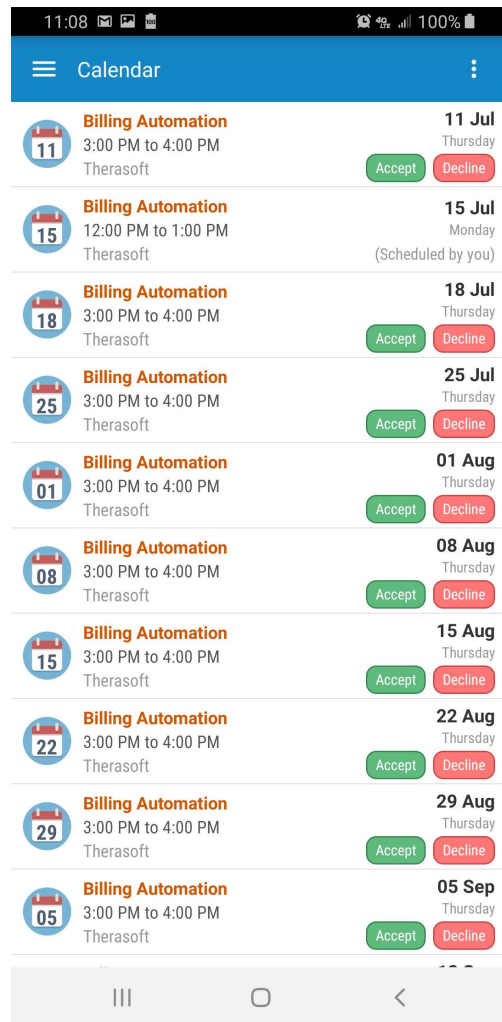 11:08
100
4G
LTE
100%
Calendar
11
Billing Automation
3:00 PM to 4:00 PM
Therasoft
11 Jul
Thursday
Accept Decline
15
Billing Automation
12:00 PM to 1:00 PM
Therasoft
15 Jul
Monday
(Scheduled by you)
18
Billing Automation
3:00 PM to 4:00 PM
Therasoft
18 Jul
Thursday
Accept Decline
25
Billing Automation
3:00 PM to 4:00 PM
Therasoft
25 Jul
Thursday
Accept Decline
01
Billing Automation
3:00 PM to 4:00 PM
Therasoft
01 Aug
Thursday
Accept Decline
08
Billing Automation
3:00 PM to 4:00 PM
Therasoft
08 Aug
Thursday
Accept Decline
15
Billing Automation
3:00 PM to 4:00 PM
Therasoft
15 Aug
Thursday
Accept Decline
22
Billing Automation
3:00 PM to 4:00 PM
Therasoft
22 Aug
Thursday
Accept Decline
29
Billing Automation
3:00 PM to 4:00 PM
Therasoft
29 Aug
Thursday
Accept Decline
05
Billing Automation
3:00 PM to 4:00 PM
Therasoft
05 Sep
Thursday
Accept Decline